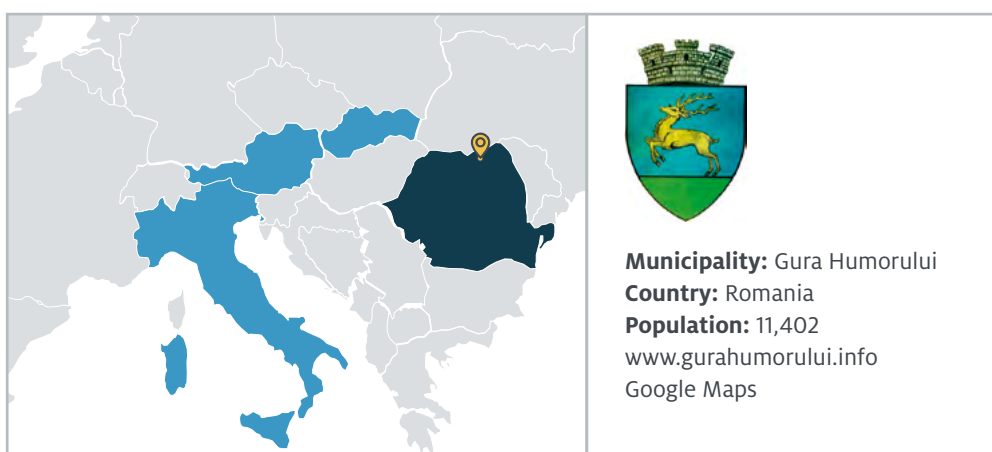 Municipality: Gura Humorului
Country: Romania
Population: 11,402
www.gurahumorului.info
Google Maps